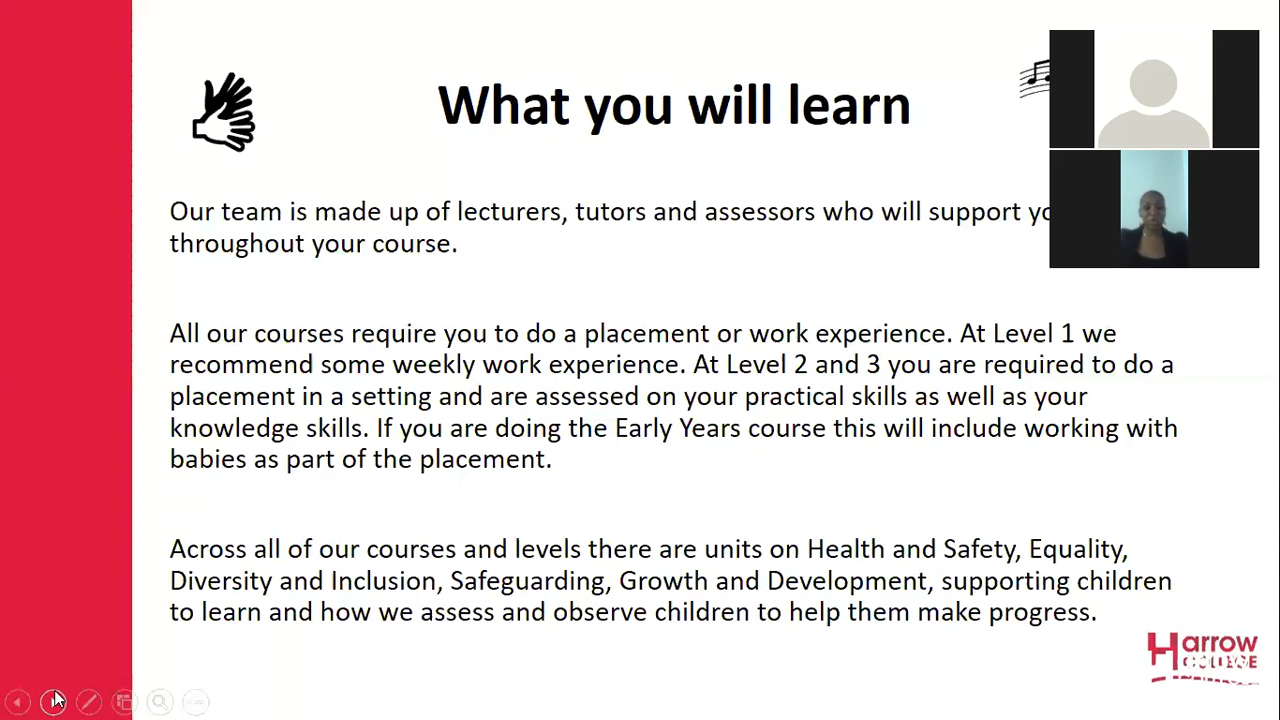 What you will learn
Our team is made up of lecturers, tutors and assessors who will support
throughout your course.
All our courses require you to do a placement or work experience. At Level 1 we
recommend some weekly work experience. At Level 2 and 3 you are required to do a
placement in a setting and are assessed on your practical skills as well as your
knowledge skills. If you are doing the Early Years course this will include working with
babies as part of the placement.
Across all of our courses and levels there are units on Health and Safety, Equality,
Diversity and Inclusion, Safeguarding, Growth and Development, supporting children
to learn and how we assess and observe children to help them make progress.
Harrow